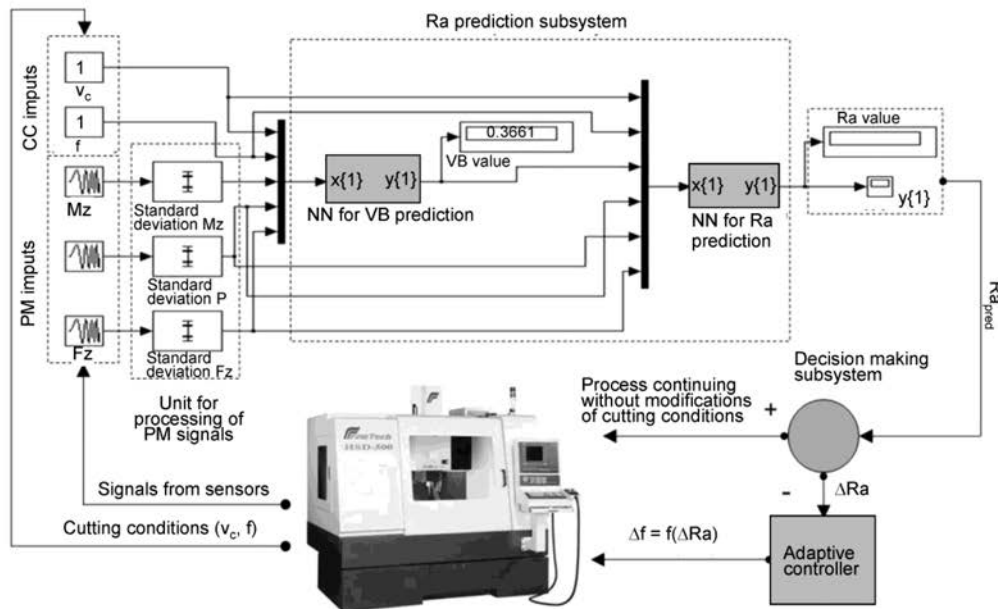 Ra prediction subsystem
CC imputs
1
v_c
1
f
PM imputs
Mz
Fz
Standard
deviation Mz
Standard
deviation P
Standard
deviation Fz
Unit for
processing of
PM signals
x{1} y{1}
NN for VB prediction
0.3661
VB value
x{1} y{1}
NN for Ra
prediction
Ra value
y{1}
Ra_pred
Decision making
subsystem
Process continuing
without modifications
of cutting conditions
+
-
ΔRa
Adaptive
controller
Δf = f(ΔRa)
Signals from sensors
Cutting conditions (v_c, f)